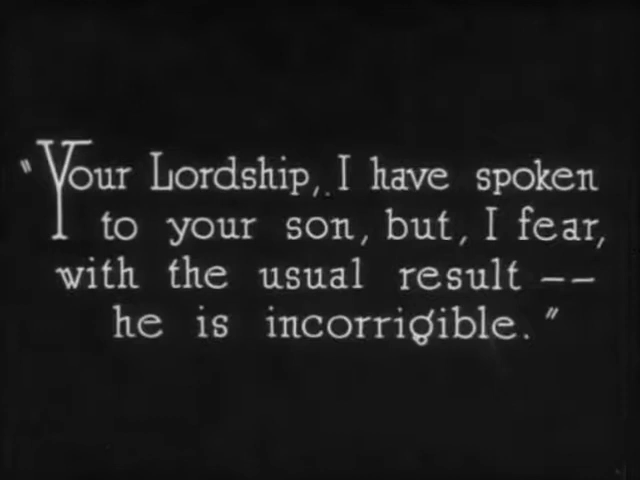 "Your Lordship, I have spoken
to your son, but, I fear,
with the usual result --
he is incorrigible."